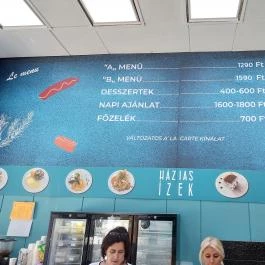 Le menu
"A„ MENÜ 1290 Ft
"B„ MENÜ 1590 Ft
DESSZERTEK 400-600 Ft
NAPI AJÁNLAT 1600-1800 Ft
FŐZELÉK 700 Ft
VÁLTOZATOS A' LA CARTE KÍNÁLAT
HÁZIAS
ÍZEK